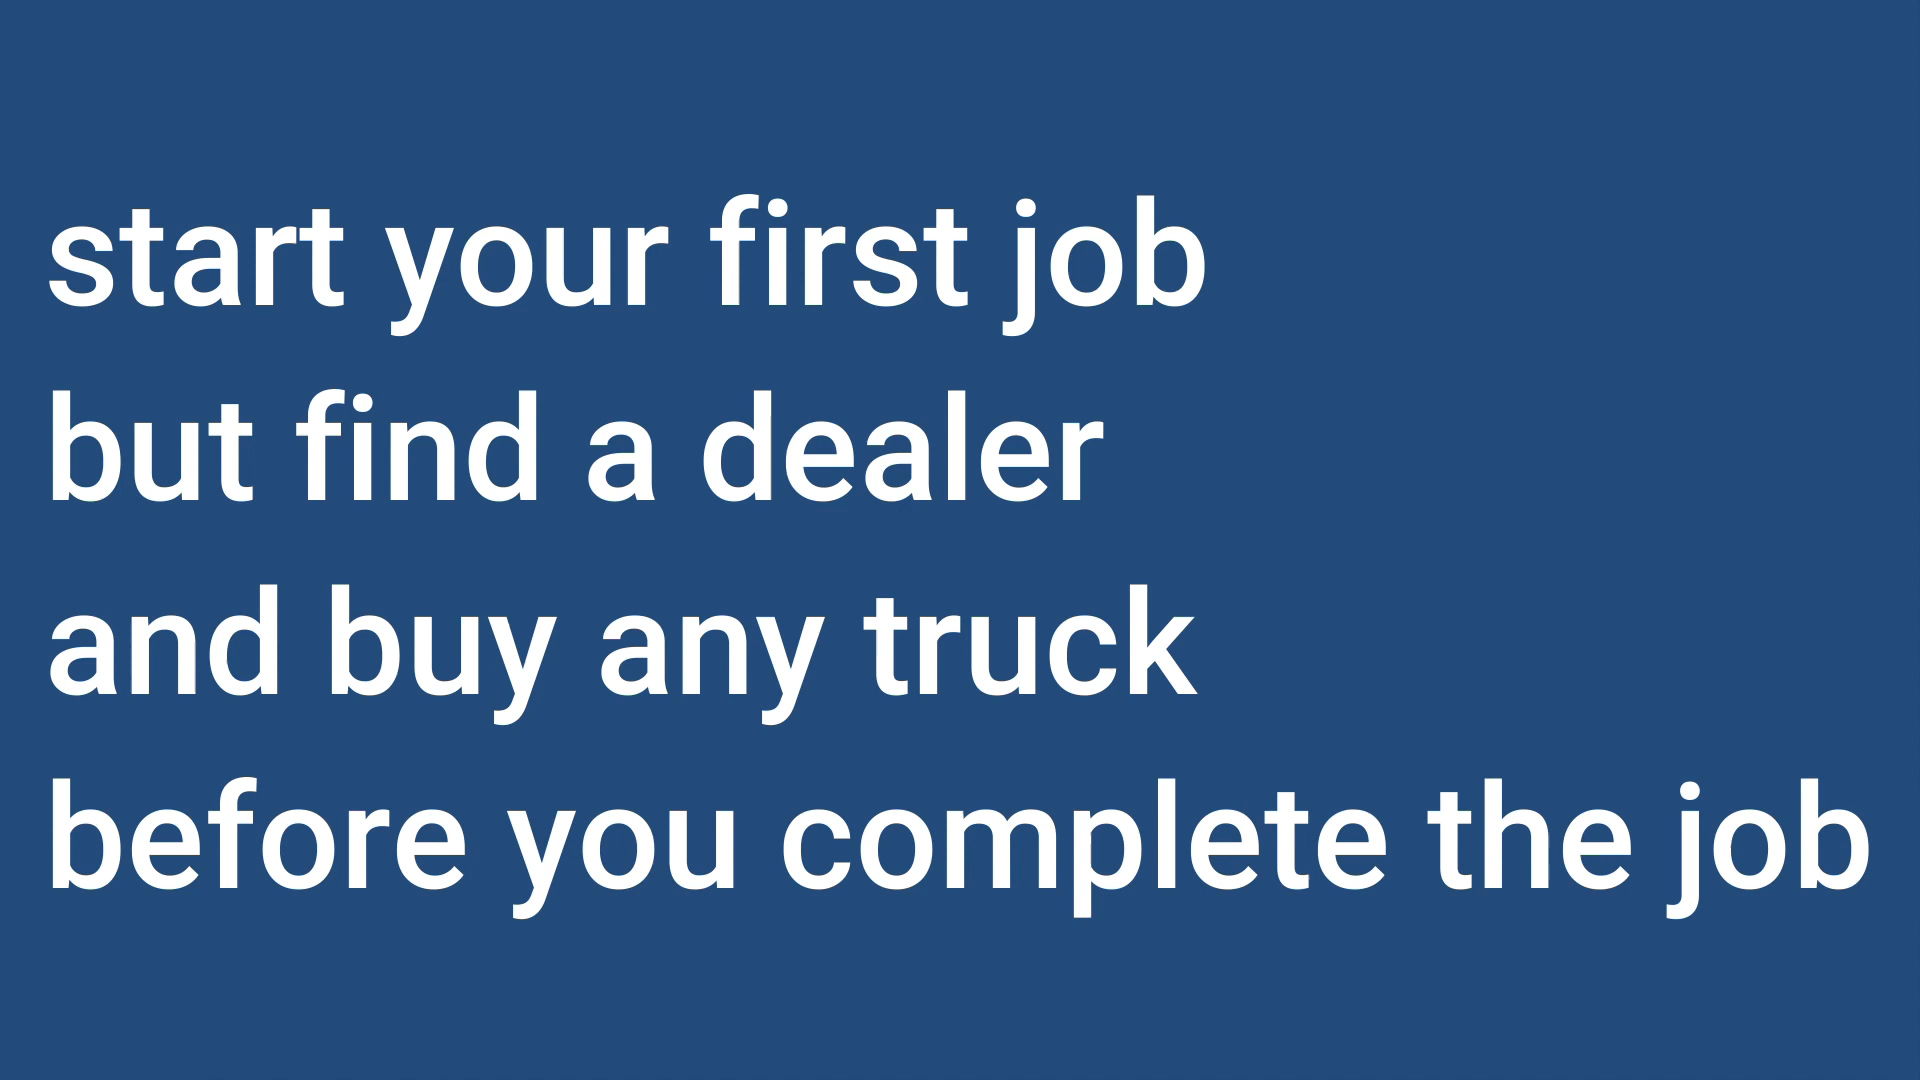 start your first job
but find a dealer
and buy any truck
before you complete the job